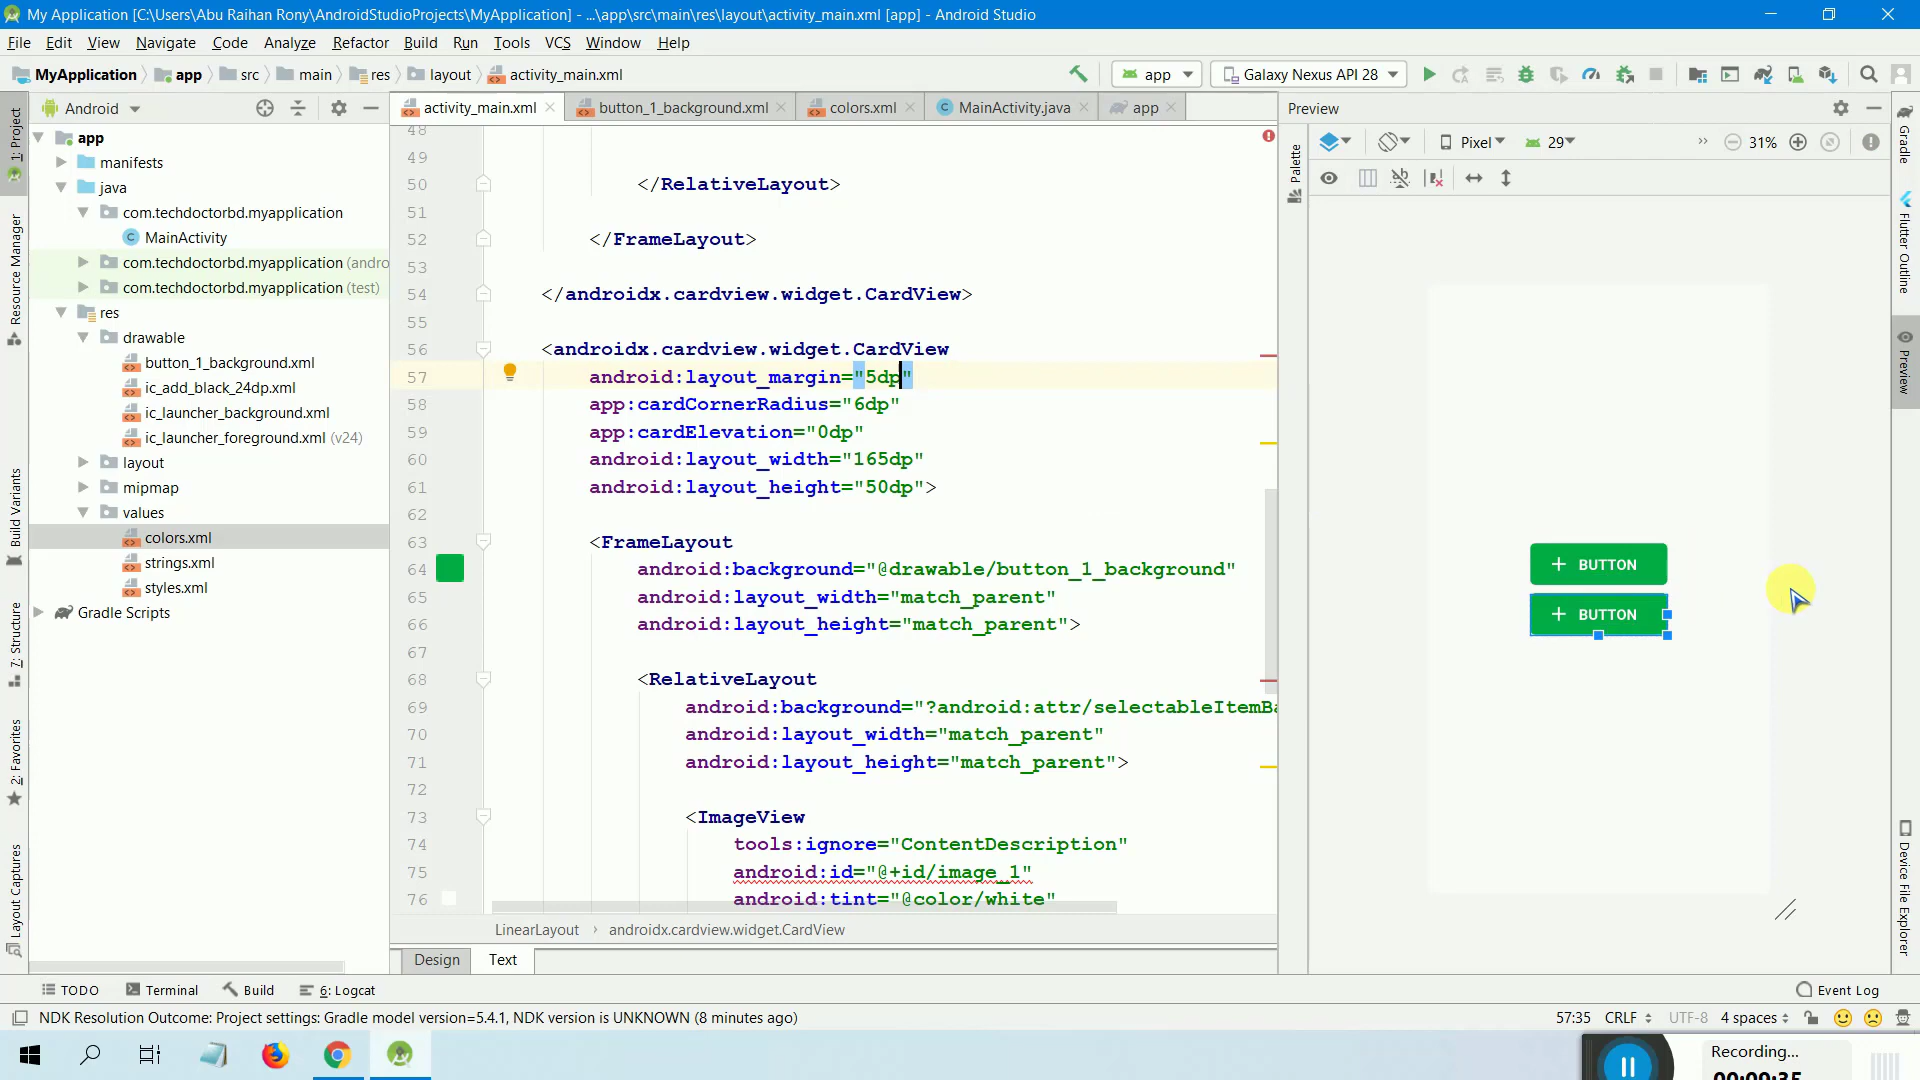 My Application [C:\Users\Abu Raihan Rony\AndroidStudioProjects\MyApplication] - ...\app\src\main\res\layout\activity_main.xml [app] - Android Studio
File Edit View Navigate Code Analyze Refactor Build Run Tools VCS Window Help
MyApplication app src main res layout activity_main.xml app Galaxy Nexus API 28
Android activity_main.xml button_1_background.xml colors.xml MainActivity.java app Preview
Pixel 29 31%
app
manifests
java
com.techdoctorbd.myapplication
MainActivity
com.techdoctorbd.myapplication (andro
com.techdoctorbd.myapplication (test)
res
drawable
button_1_background.xml
ic_add_black_24dp.xml
ic_launcher_background.xml
ic_launcher_foreground.xml (v24)
layout
mipmap
values
colors.xml
strings.xml
styles.xml
Gradle Scripts
1: Project
Resource Manager
Build Variants
7: Structure
2: Favorites
Layout Captures
48
49
50 </RelativeLayout>
51
52 </FrameLayout>
53
54 </androidx.cardview.widget.CardView>
55
56 <androidx.cardview.widget.CardView
57 android:layout_margin="5dp"
58 app:cardCornerRadius="6dp"
59 app:cardElevation="0dp"
60 android:layout_width="165dp"
61 android:layout_height="50dp">
62
63 <FrameLayout
64 android:background="@drawable/button_1_background"
65 android:layout_width="match_parent"
66 android:layout_height="match_parent">
67
68 <RelativeLayout
69 android:background="?android:attr/selectableItemBa
70 android:layout_width="match_parent"
71 android:layout_height="match_parent">
72
73 <ImageView
74 tools:ignore="ContentDescription"
75 android:id="@+id/image_1"
76 android:tint="@color/white"
LinearLayout › androidx.cardview.widget.CardView
Design Text
Palette
+ BUTTON
+ BUTTON
Gradle
Flutter Outline
Preview
Device File Explorer
TODO Terminal Build 6: Logcat Event Log
NDK Resolution Outcome: Project settings: Gradle model version=5.4.1, NDK version is UNKNOWN (8 minutes ago) 57:35 CRLF UTF-8 4 spaces
Recording...
00:09:35